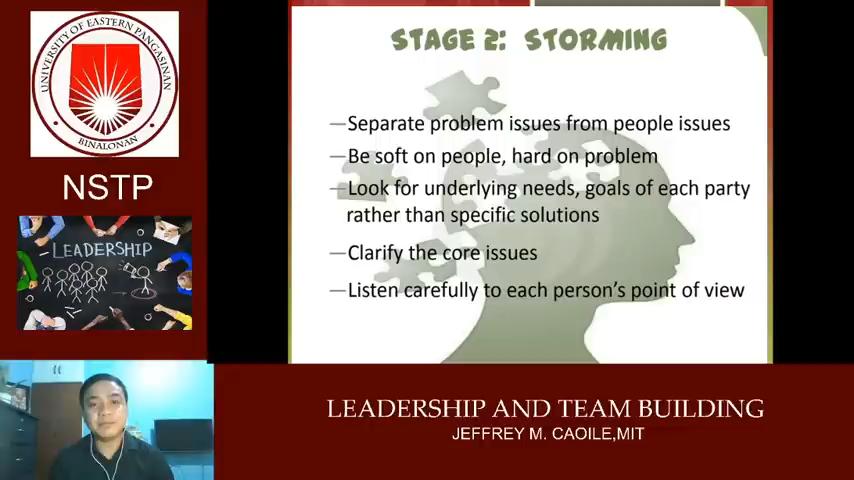 UNIVERSITY OF EASTERN PANGASINAN
BINALONAN
NSTP
LEADERSHIP
STAGE 2: STORMING
—Separate problem issues from people issues
—Be soft on people, hard on problem
—Look for underlying needs, goals of each party
rather than specific solutions
—Clarify the core issues
—Listen carefully to each person's point of view
LEADERSHIP AND TEAM BUILDING
JEFFREY M. CAOILE,MIT